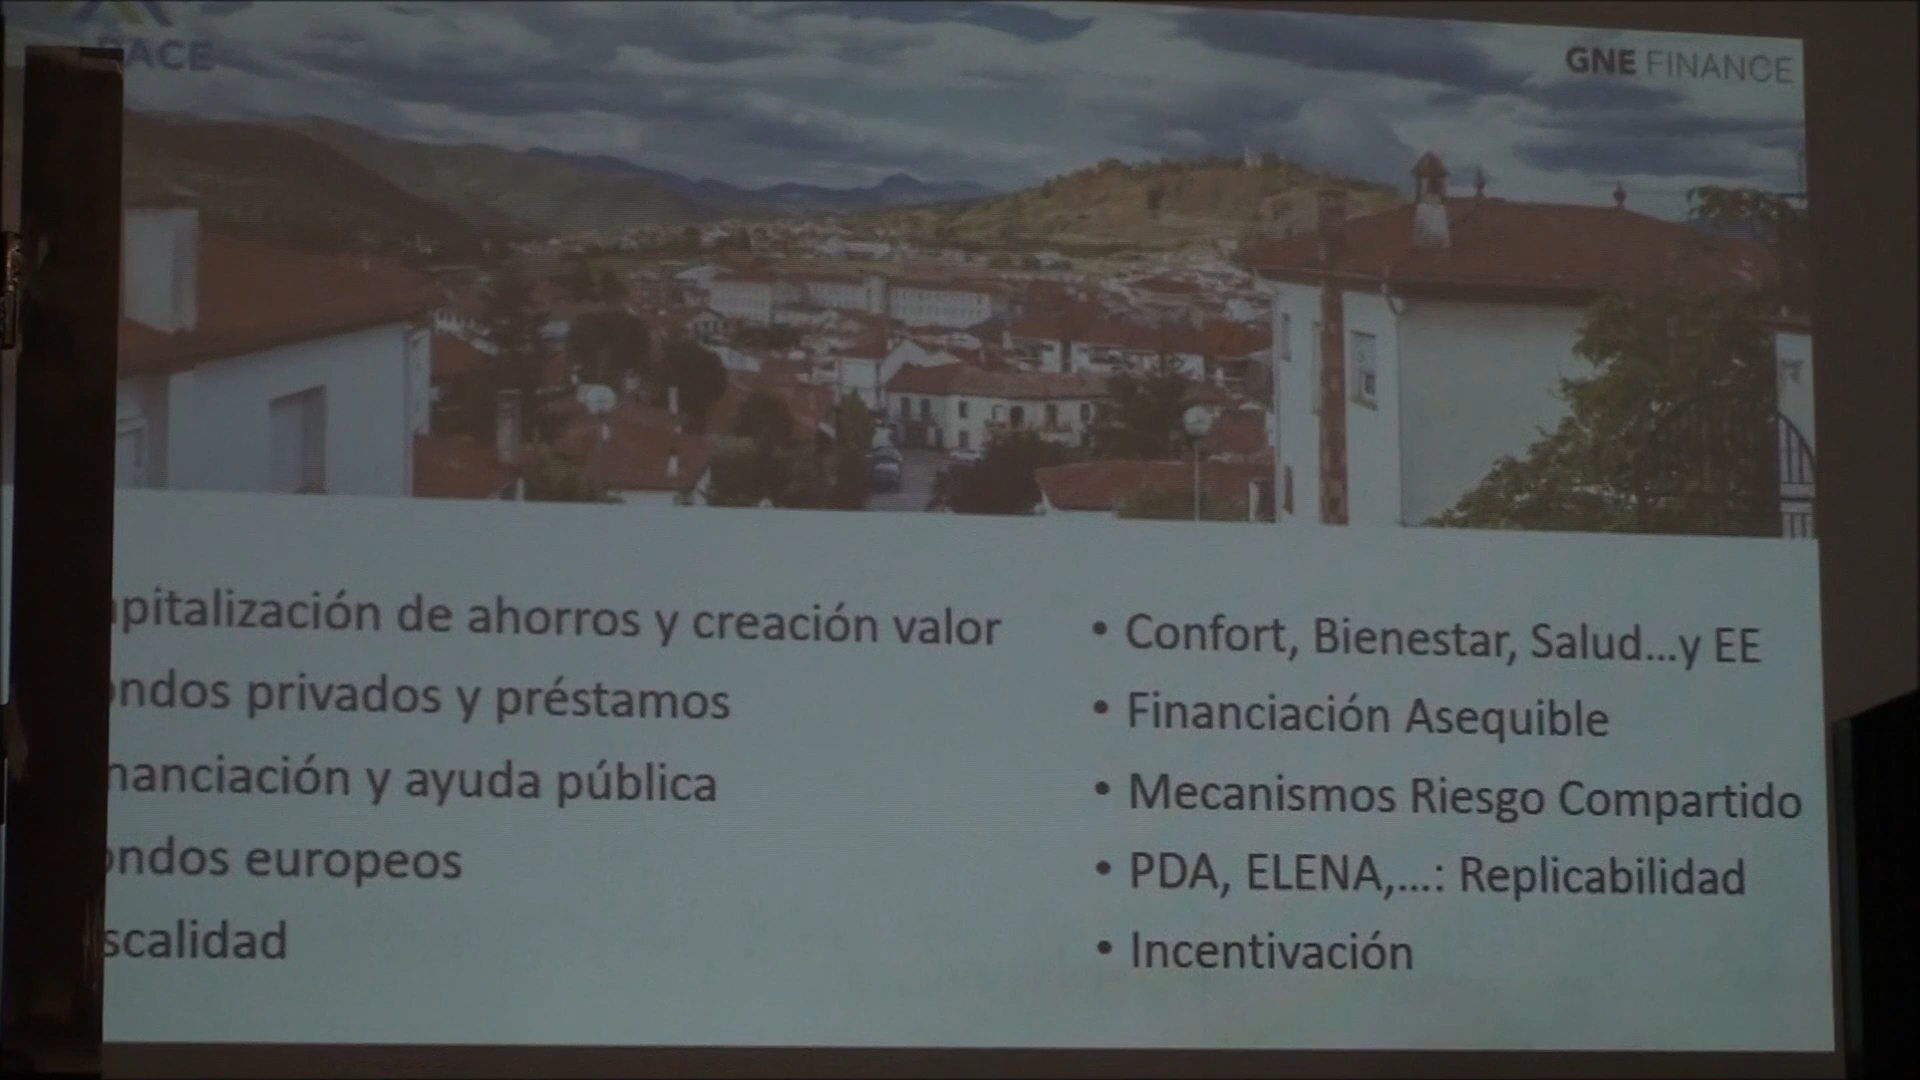 PACE
GNE FINANCE
apitalización de ahorros y creación valor
ondos privados y préstamos
nanciación y ayuda pública
ondos europeos
scalidad
• Confort, Bienestar, Salud...y EE
• Financiación Asequible
• Mecanismos Riesgo Compartido
• PDA, ELENA,...: Replicabilidad
• Incentivación